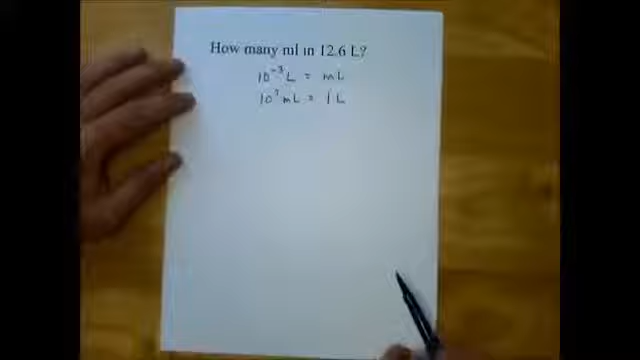 How many ml in 12.6 L?
10⁻³ L = mL
10³ mL = 1 L